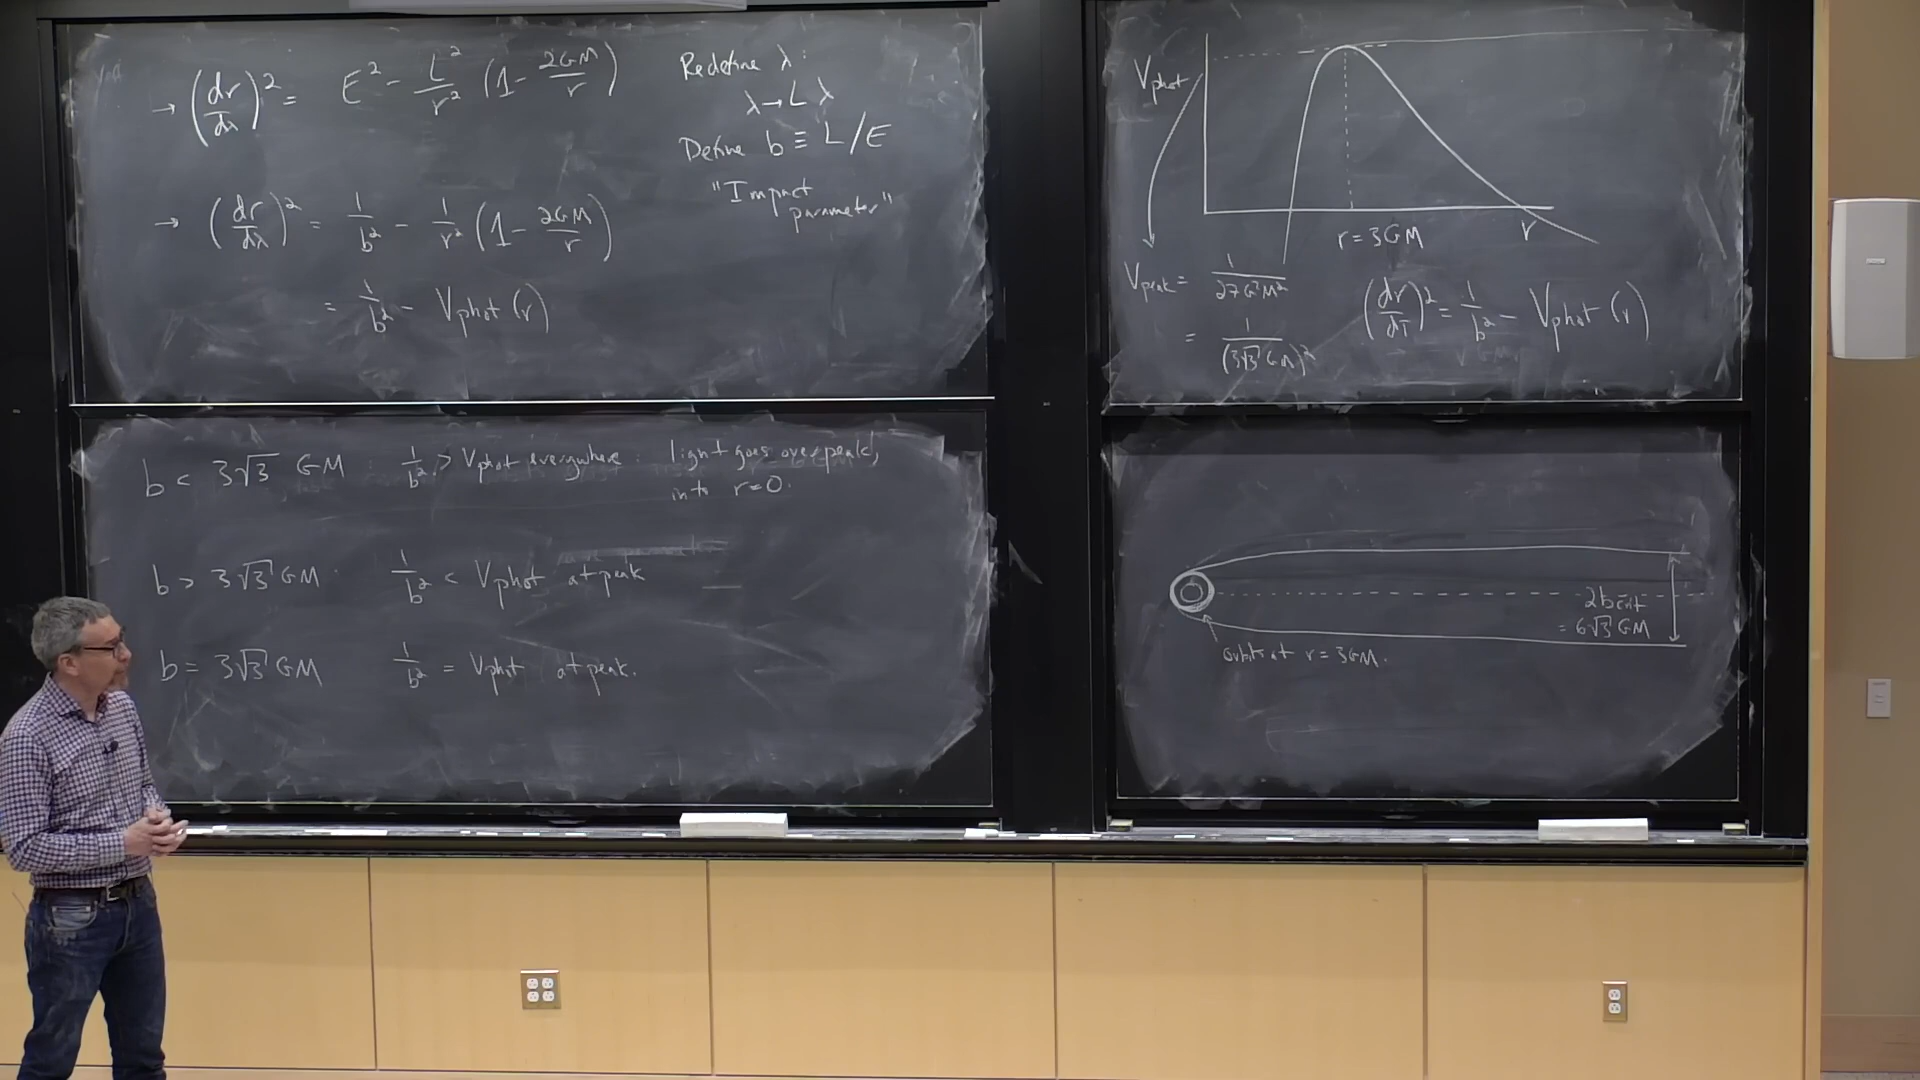 → (dr/dλ)² = E² - L²/r² (1 - 2GM/r)
Redefine λ:
λ → L λ
Define b ≡ L/E
"Impact
parameter"
→ (dr/dλ)² = 1/b² - 1/r² (1 - 2GM/r)
= 1/b² - Vphot (r)
b < 3√3 GM : 1/b² > Vphot everywhere: light goes over peak,
into r=0.
b > 3√3 GM 1/b² < Vphot at peak
b = 3√3 GM 1/b² = Vphot at peak.
Vphot
r = 3GM
r
Vpeak = 1/27G²M²
= 1/(3√3 GM)²
(dr/dτ)² = 1/b² - Vphot (r)
2bcrit
= 6√3 GM
orbits at r = 3GM.